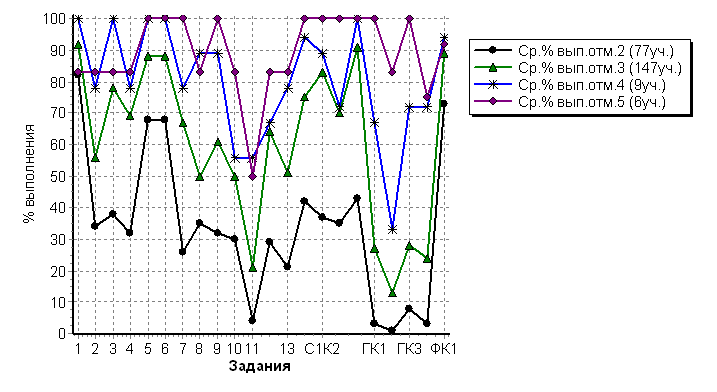 100
90
80
70
60
50
40
30
20
10
0
% выполнения
1 2 3 4 5 6 7 8 9 10 11 13 С1К2 ГК1 ГК3 ФК1
Задания
Ср.% вып.отм.2 (77уч.)
Ср.% вып.отм.3 (147уч.)
Ср.% вып.отм.4 (9уч.)
Ср.% вып.отм.5 (6уч.)